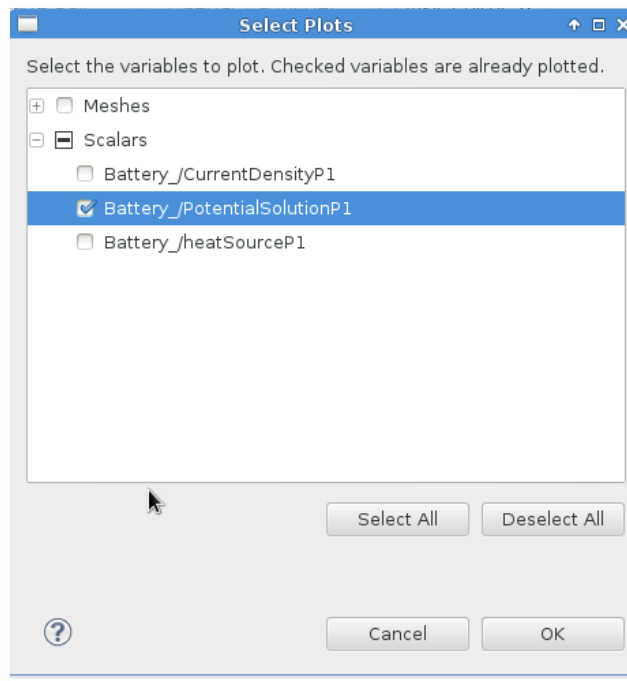 Select Plots
Select the variables to plot. Checked variables are already plotted.
Meshes
Scalars
Battery_/CurrentDensityP1
Battery_/PotentialSolutionP1
Battery_/heatSourceP1
Select All
Deselect All
?
Cancel
OK